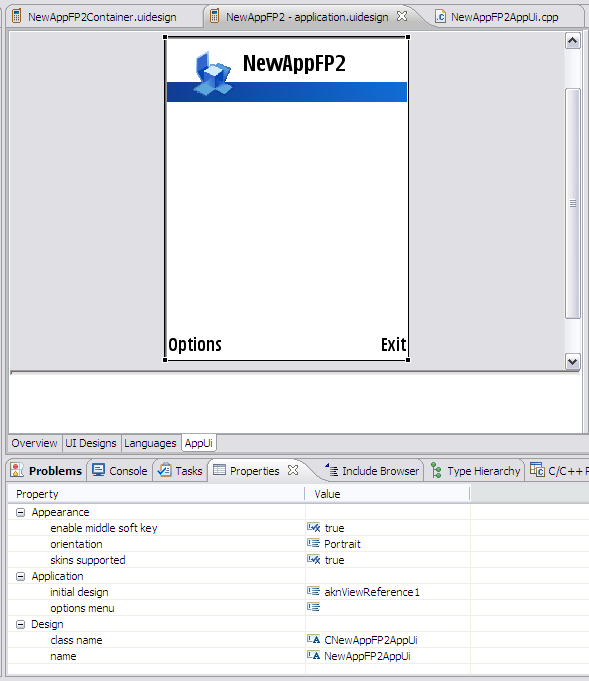 NewAppFP2Container.uidesign NewAppFP2 - application.uidesign NewAppFP2AppUi.cpp
NewAppFP2
Options Exit
Overview UI Designs Languages AppUi
Problems Console Tasks Properties Include Browser Type Hierarchy C/C++ P
Property Value
Appearance
enable middle soft key true
orientation Portrait
skins supported true
Application
initial design aknViewReference1
options menu
Design
class name CNewAppFP2AppUi
name NewAppFP2AppUi